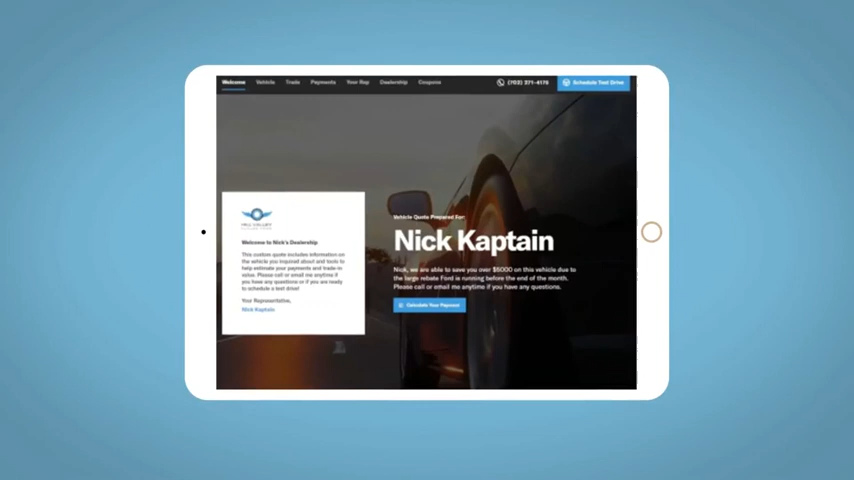 Welcome Vehicle Trade Payments Your Rep Dealership Coupons
(702) 271-4175 Schedule Test Drive
Welcome to Nick's Dealership
This custom quote includes information on
the vehicle you inquired about and tools to
help estimate your payments and trade-in
value. Please call or email me anytime if
you have any questions or if you are ready
to schedule a test drive!
Your Representative,
Nick Kaptain
Vehicle Quote Prepared For:
Nick Kaptain
Nick, we are able to save you over $6000 on this vehicle due to
the large rebate Ford is running before the end of the month.
Please call or email me anytime if you have any questions.
Calculate Your Payment